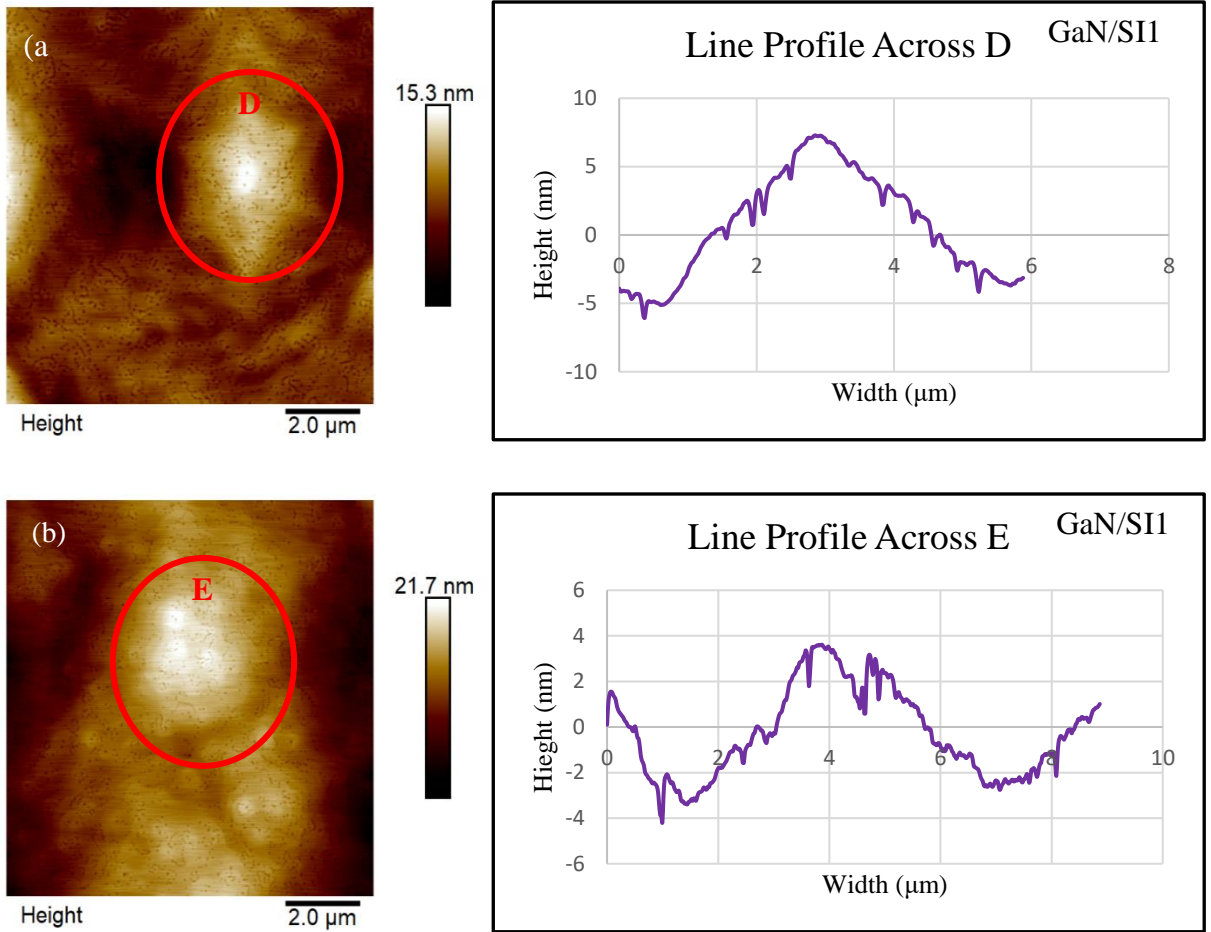 (a
D
15.3 nm
Height
2.0 μm
Line Profile Across D
GaN/SI1
10
5
0
-5
-10
0
2
4
6
8
Height (nm)
Width (μm)
(b)
E
21.7 nm
Height
2.0 μm
Line Profile Across E
GaN/SI1
6
4
2
0
-2
-4
-6
0
2
4
6
8
10
Hieght (nm)
Width (μm)